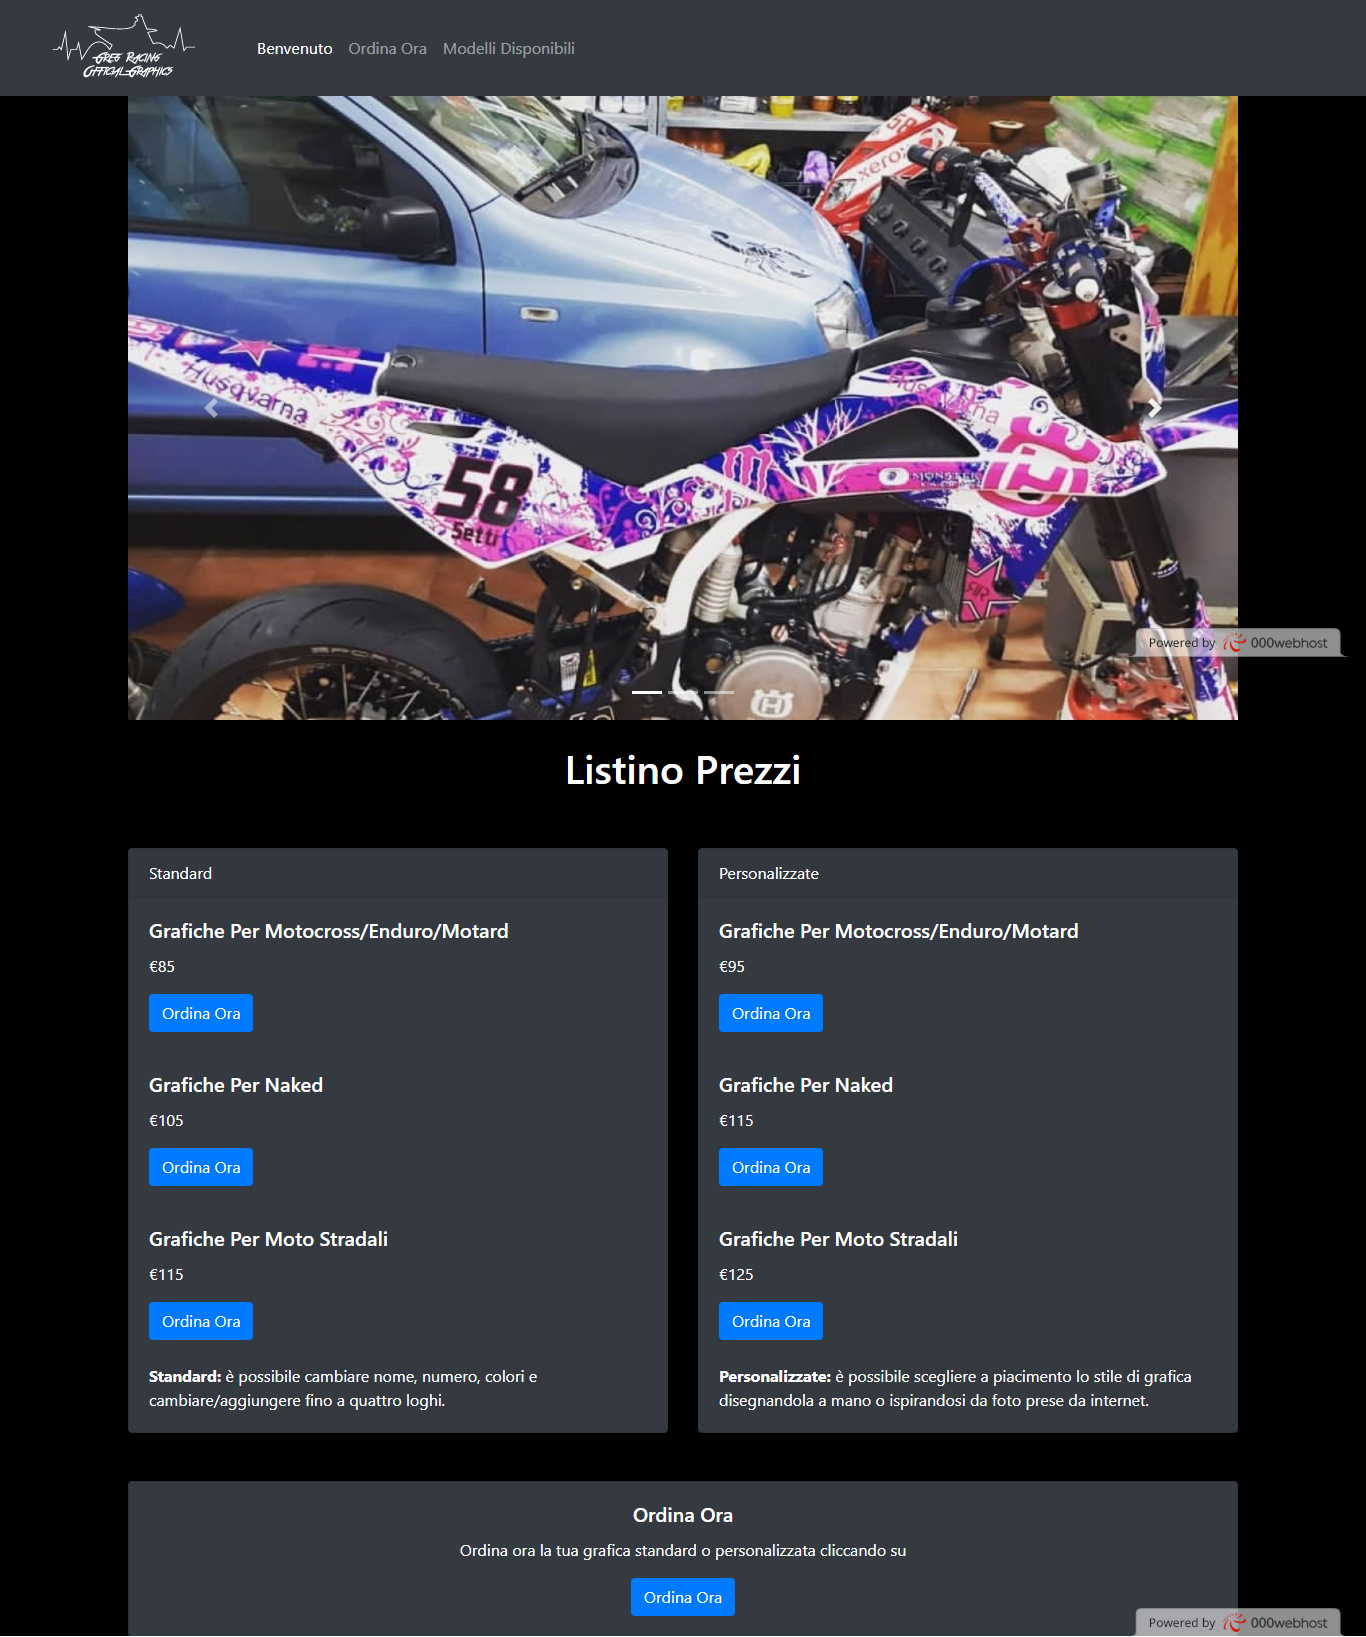 Greg Racing
Official Graphics
Benvenuto Ordina Ora Modelli Disponibili
58
xerox
Husqvarna
Husqvarna
MONSTER
58
Setti
Powered by 000webhost
Listino Prezzi
Standard
Grafiche Per Motocross/Enduro/Motard
€85
Ordina Ora
Grafiche Per Naked
€105
Ordina Ora
Grafiche Per Moto Stradali
€115
Ordina Ora
Standard: è possibile cambiare nome, numero, colori e
cambiare/aggiungere fino a quattro loghi.
Personalizzate
Grafiche Per Motocross/Enduro/Motard
€95
Ordina Ora
Grafiche Per Naked
€115
Ordina Ora
Grafiche Per Moto Stradali
€125
Ordina Ora
Personalizzate: è possibile scegliere a piacimento lo stile di grafica
disegnandola a mano o ispirandosi da foto prese da internet.
Ordina Ora
Ordina ora la tua grafica standard o personalizzata cliccando su
Ordina Ora
Powered by 000webhost